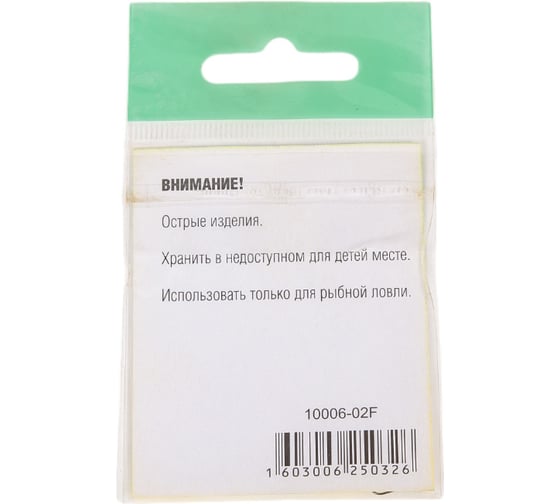 ВНИМАНИЕ!
Острые изделия.
Хранить в недоступном для детей месте.
Использовать только для рыбной ловли.
10006-02F
1 603006 250326